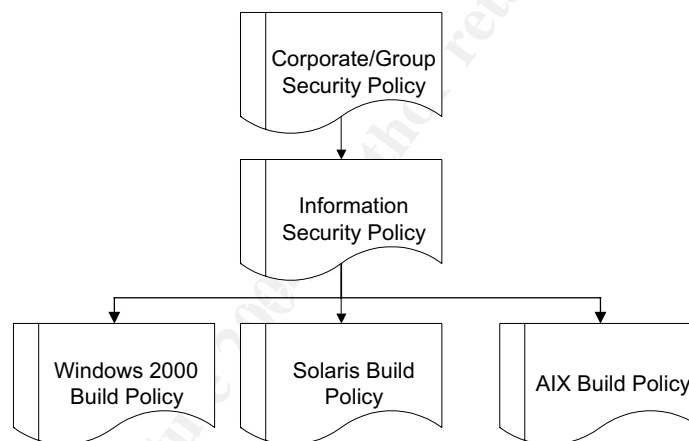 Corporate/Group
Security Policy
Information
Security Policy
Windows 2000
Build Policy
Solaris Build
Policy
AIX Build Policy